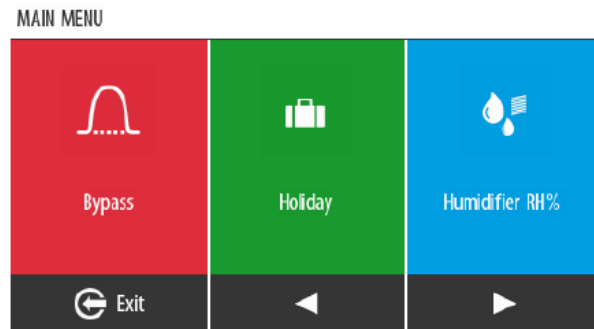 MAIN MENU
Bypass
Holiday
Humidifier RH%
Exit